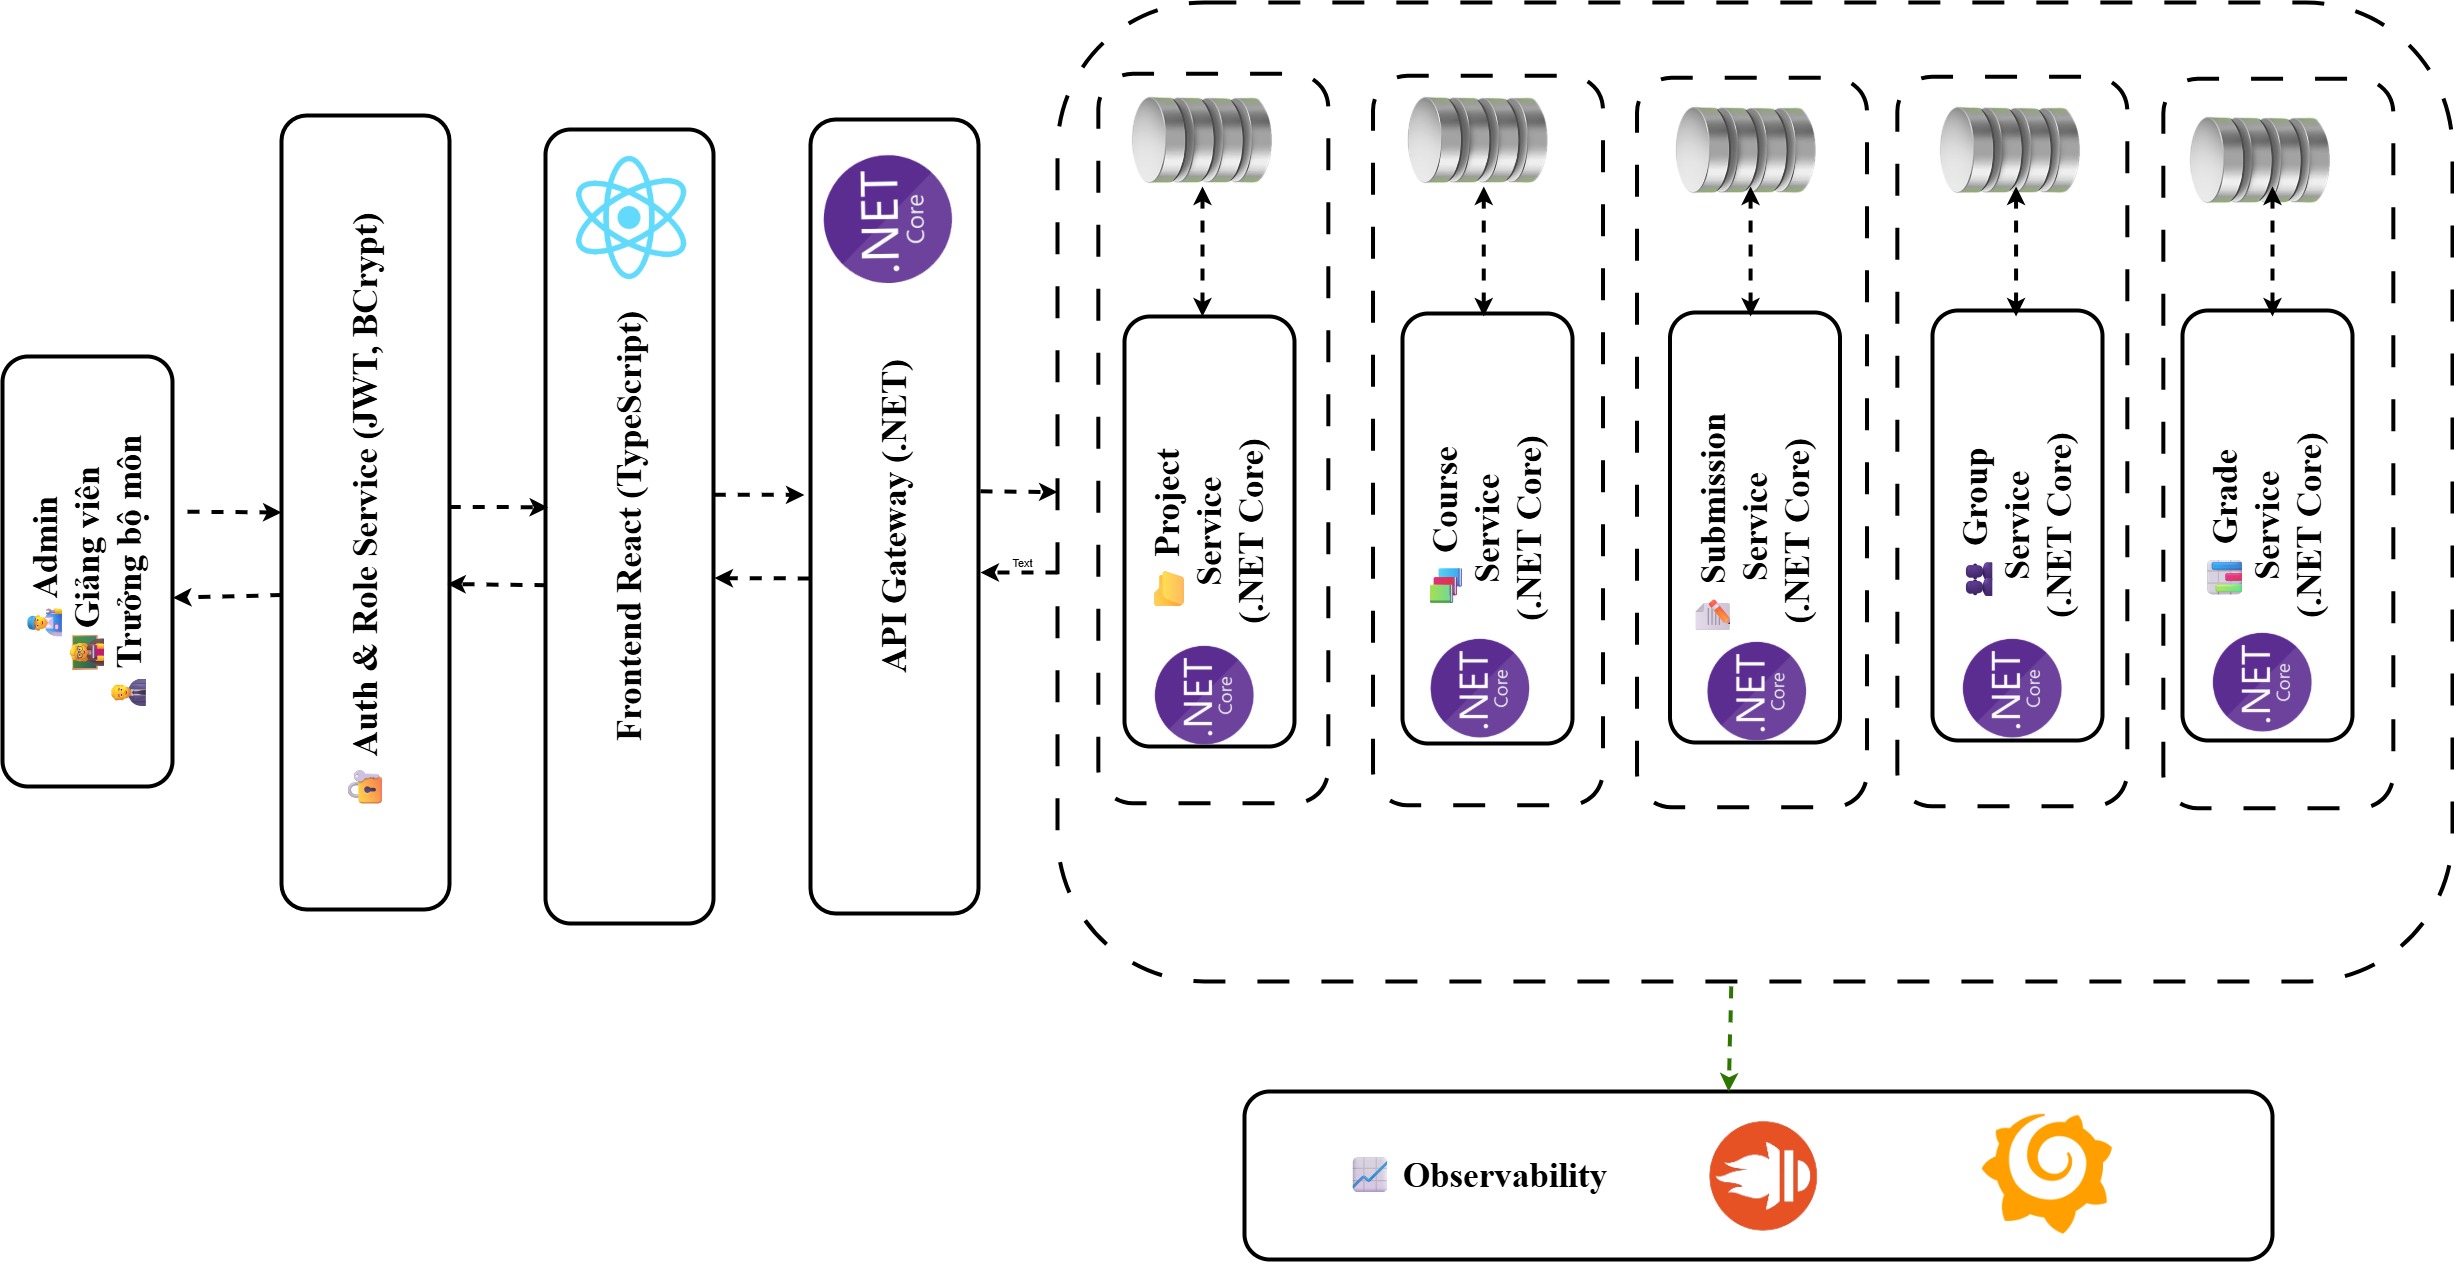 Admin
Giảng viên
Trưởng bộ môn
Auth & Role Service (JWT, BCrypt)
Frontend React (TypeScript)
API Gateway (.NET)
.NET
Core
Text
.NET
Core
Project
Service
(.NET Core)
Observability
.NET
Core
Course
Service
(.NET Core)
.NET
Core
Submission
Service
(.NET Core)
.NET
Core
Group
Service
(.NET Core)
.NET
Core
Grade
Service
(.NET Core)